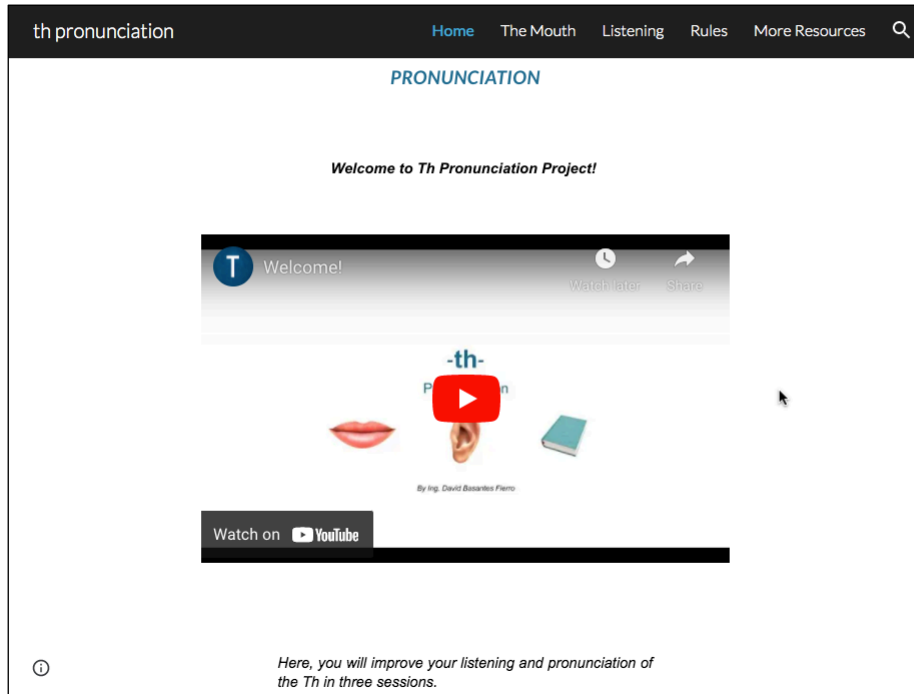 th pronunciation
Home The Mouth Listening Rules More Resources
PRONUNCIATION
Welcome to Th Pronunciation Project!
T Welcome!
Watch later Share
-th-
By Ing. David Basantes Fierro
Watch on YouTube
Here, you will improve your listening and pronunciation of
the Th in three sessions.